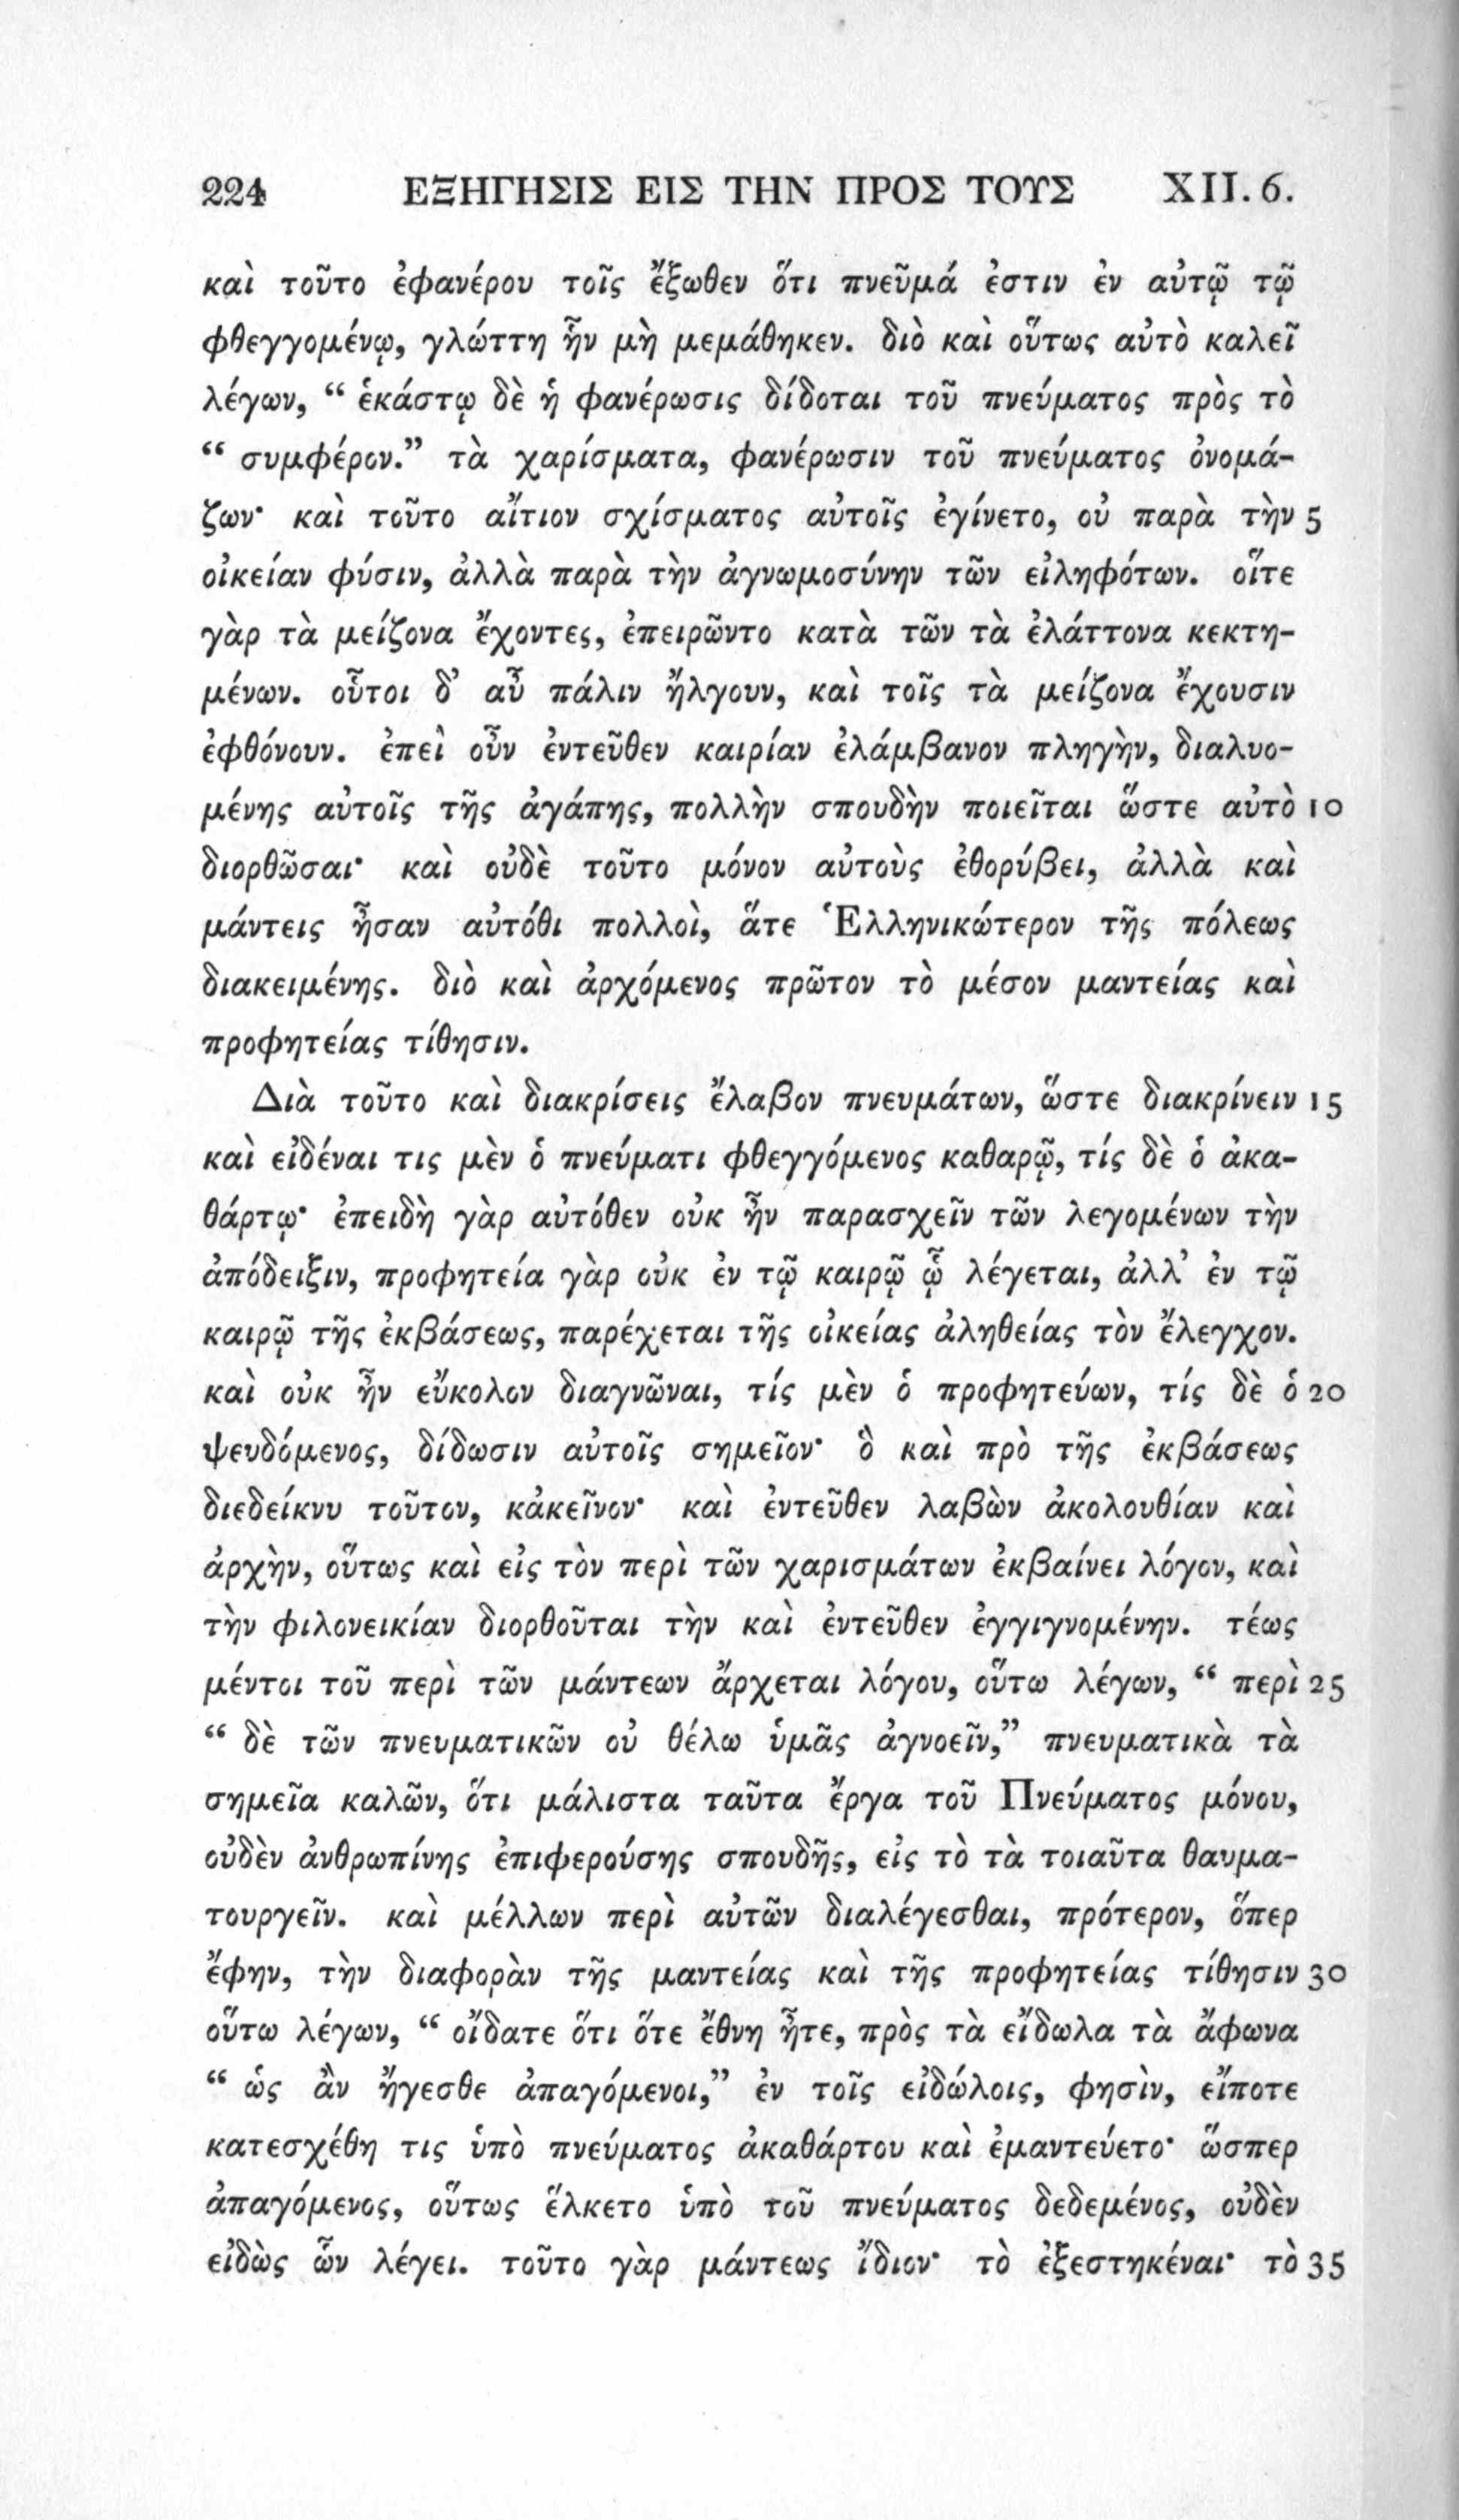 224 ΕΞΗΓΗΣΙΣ ΕΙΣ ΤΗΝ ΠΡΟΣ ΤΟΥΣ XII. 6.
καὶ τοῦτο ἐφανέρου τοῖς ἔξωθεν ὅτι πνεῦμά ἐστιν ἐν αὐτῷ τῷ
φθεγγομένῳ, γλώττη ἣν μὴ μεμάθηκεν. διὸ καὶ οὕτως αὐτὸ καλεῖ
λέγων, “ ἑκάστῳ δὲ ἡ φανέρωσις δίδοται τοῦ πνεύματος πρὸς τὸ
“ συμφέρον.” τὰ χαρίσματα, φανέρωσιν τοῦ πνεύματος ὀνομά-
ζων· καὶ τοῦτο αἴτιον σχίσματος αὐτοῖς ἐγίνετο, οὐ παρὰ τὴν 5
οἰκείαν φύσιν, ἀλλὰ παρὰ τὴν ἀγνωμοσύνην τῶν εἰληφότων. οἵτε
γὰρ τὰ μείζονα ἔχοντες, ἐπειρῶντο κατὰ τῶν τὰ ἐλάττονα κεκτη-
μένων. οὗτοι δ’ αὖ πάλιν ἤλγουν, καὶ τοῖς τὰ μείζονα ἔχουσιν
ἐφθόνουν. ἐπεὶ οὖν ἐντεῦθεν καιρίαν ἐλάμβανον πληγὴν, διαλυο-
μένης αὐτοῖς τῆς ἀγάπης, πολλὴν σπουδὴν ποιεῖται ὥστε αὐτὸ 10
διορθῶσαι· καὶ οὐδὲ τοῦτο μόνον αὐτοὺς ἐθορύβει, ἀλλὰ καὶ
μάντεις ἦσαν αὐτόθι πολλοὶ, ἅτε Ἑλληνικώτερον τῆς πόλεως
διακειμένης. διὸ καὶ ἀρχόμενος πρῶτον τὸ μέσον μαντείας καὶ
προφητείας τίθησιν.
Διὰ τοῦτο καὶ διακρίσεις ἔλαβον πνευμάτων, ὥστε διακρίνειν 15
καὶ εἰδέναι τις μὲν ὁ πνεύματι φθεγγόμενος καθαρῷ, τίς δὲ ὁ ἀκα-
θάρτῳ· ἐπειδὴ γὰρ αὐτόθεν οὐκ ἦν παρασχεῖν τῶν λεγομένων τὴν
ἀπόδειξιν, προφητεία γὰρ οὐκ ἐν τῷ καιρῷ ᾧ λέγεται, ἀλλ’ ἐν τῷ
καιρῷ τῆς ἐκβάσεως, παρέχεται τῆς οἰκείας ἀληθείας τὸν ἔλεγχον.
καὶ οὐκ ἦν εὔκολον διαγνῶναι, τίς μὲν ὁ προφητεύων, τίς δὲ ὁ 20
ψευδόμενος, δίδωσιν αὐτοῖς σημεῖον· ὃ καὶ πρὸ τῆς ἐκβάσεως
διεδείκνυ τοῦτον, κἀκεῖνον· καὶ ἐντεῦθεν λαβὼν ἀκολουθίαν καὶ
ἀρχὴν, οὕτως καὶ εἰς τὸν περὶ τῶν χαρισμάτων ἐκβαίνει λόγον, καὶ
τὴν φιλονεικίαν διορθοῦται τὴν καὶ ἐντεῦθεν ἐγγιγνομένην. τέως
μέντοι τοῦ περὶ τῶν μάντεων ἄρχεται λόγου, οὕτω λέγων, “ περὶ 25
“ δὲ τῶν πνευματικῶν οὐ θέλω ὑμᾶς ἀγνοεῖν,” πνευματικὰ τὰ
σημεῖα καλῶν, ὅτι μάλιστα ταῦτα ἔργα τοῦ Πνεύματος μόνου,
οὐδὲν ἀνθρωπίνης ἐπιφερούσης σπουδῆς, εἰς τὸ τὰ τοιαῦτα θαυμα-
τουργεῖν. καὶ μέλλων περὶ αὐτῶν διαλέγεσθαι, πρότερον, ὅπερ
ἔφην, τὴν διαφορὰν τῆς μαντείας καὶ τῆς προφητείας τίθησιν 30
οὕτω λέγων, “ οἴδατε ὅτι ὅτε ἔθνη ἦτε, πρὸς τὰ εἴδωλα τὰ ἄφωνα
“ ὡς ἂν ἤγεσθε ἀπαγόμενοι,” ἐν τοῖς εἰδώλοις, φησὶν, εἴποτε
κατεσχέθη τις ὑπὸ πνεύματος ἀκαθάρτου καὶ ἐμαντεύετο· ὥσπερ
ἀπαγόμενος, οὕτως ἕλκετο ὑπὸ τοῦ πνεύματος δεδεμένος, οὐδὲν
εἰδὼς ὧν λέγει. τοῦτο γὰρ μάντεως ἴδιον· τὸ ἐξεστηκέναι· τὸ 35